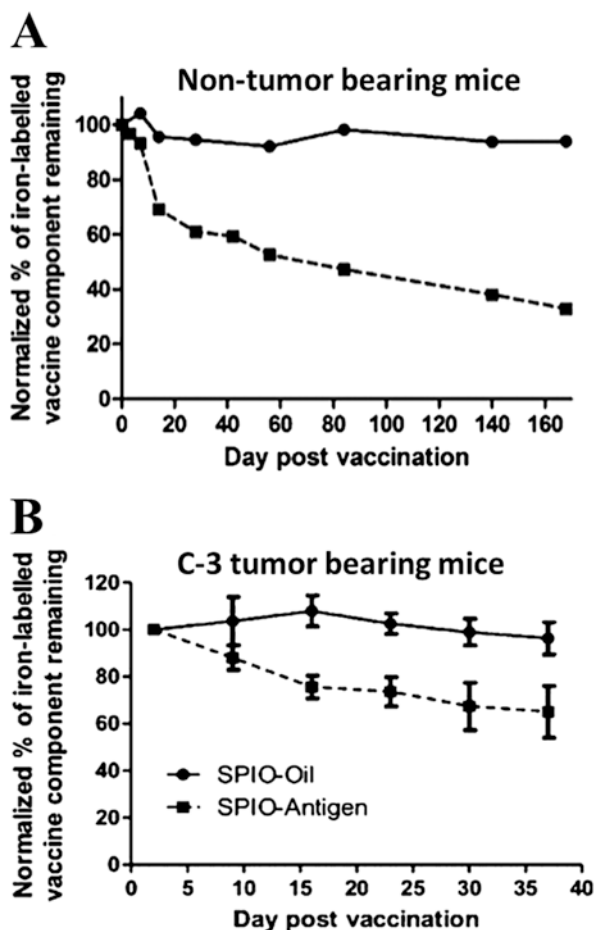 A
Non-tumor bearing mice
Normalized % of iron-labelled
vaccine component remaining
100
80
60
40
20
0
0 20 40 60 80 100 120 140 160
Day post vaccination
B
C-3 tumor bearing mice
Normalized % of iron-labelled
vaccine component remaining
120
100
80
60
40
20
0
SPIO-Oil
SPIO-Antigen
0 5 10 15 20 25 30 35 40
Day post vaccination